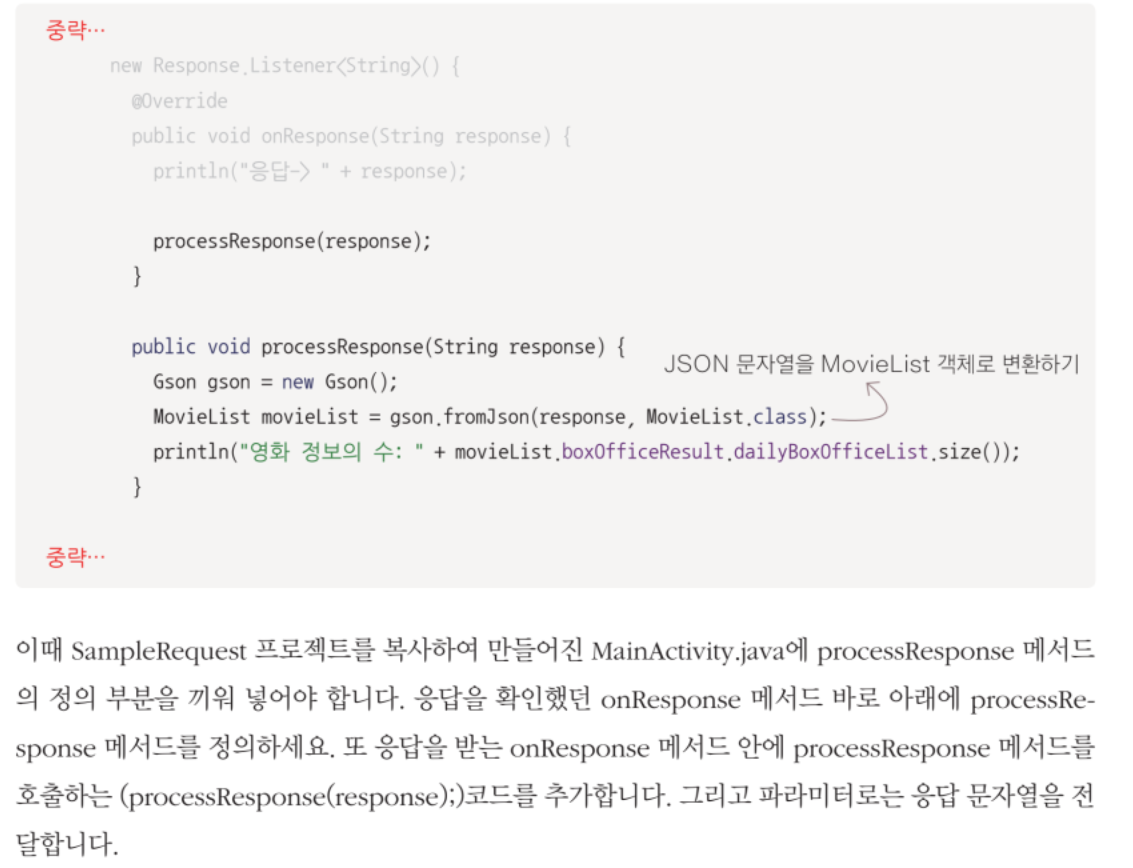 중략…
new Response.Listener<String>() {
@Override
public void onResponse(String response) {
println("응답-> " + response);
processResponse(response);
}
public void processResponse(String response) {
JSON 문자열을 MovieList 객체로 변환하기
Gson gson = new Gson();
MovieList movieList = gson.fromJson(response, MovieList.class);
println("영화 정보의 수: " + movieList.boxOfficeResult.dailyBoxOfficeList.size());
}
중략…
이때 SampleRequest 프로젝트를 복사하여 만들어진 MainActivity.java에 processResponse 메서드
의 정의 부분을 끼워 넣어야 합니다. 응답을 확인했던 onResponse 메서드 바로 아래에 processRe-
sponse 메서드를 정의하세요. 또 응답을 받는 onResponse 메서드 안에 processResponse 메서드를
호출하는 (processResponse(response);)코드를 추가합니다. 그리고 파라미터로는 응답 문자열을 전
달합니다.